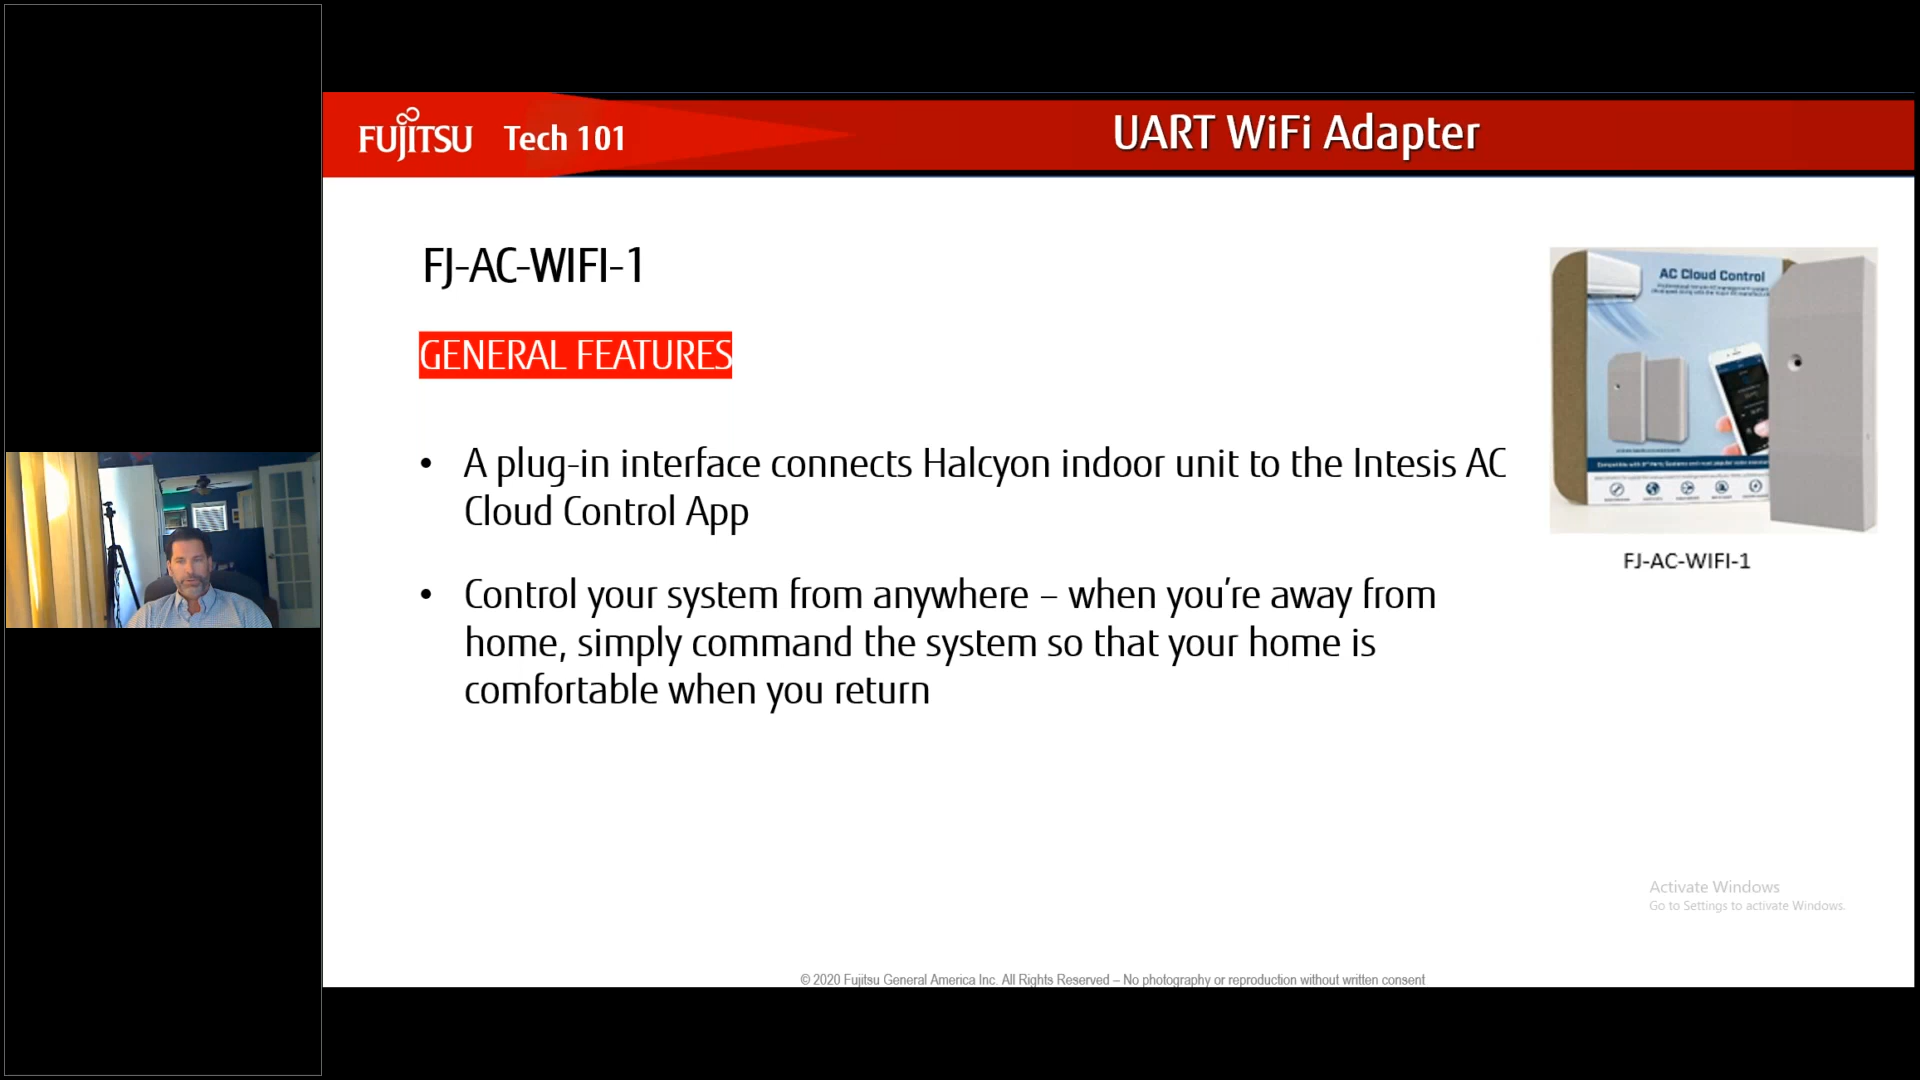 FUJITSU Tech 101
UART WiFi Adapter
FJ-AC-WIFI-1
GENERAL FEATURES
• A plug-in interface connects Halcyon indoor unit to the Intesis AC
Cloud Control App
• Control your system from anywhere – when you’re away from
home, simply command the system so that your home is
comfortable when you return
AC Cloud Control
FJ-AC-WIFI-1
Activate Windows
Go to Settings to activate Windows.
© 2020 Fujitsu General America Inc. All Rights Reserved – No photography or reproduction without written consent